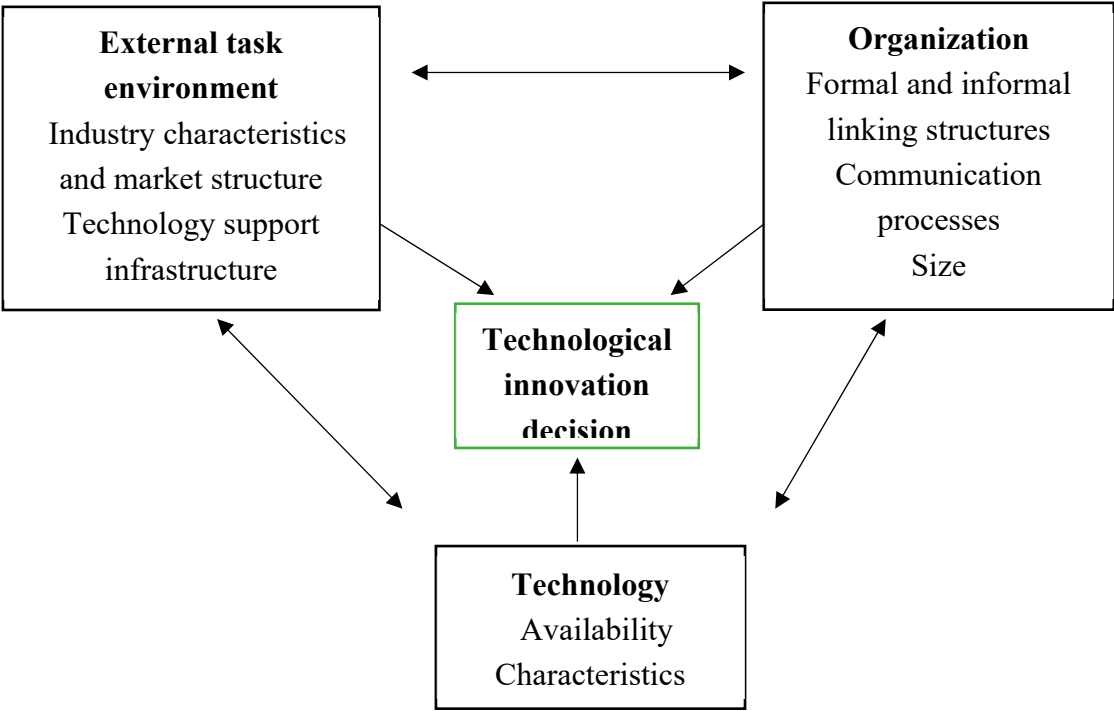 External task
environment
Industry characteristics
and market structure
Technology support
infrastructure
Organization
Formal and informal
linking structures
Communication
processes
Size
Technological
innovation
decision
Technology
Availability
Characteristics